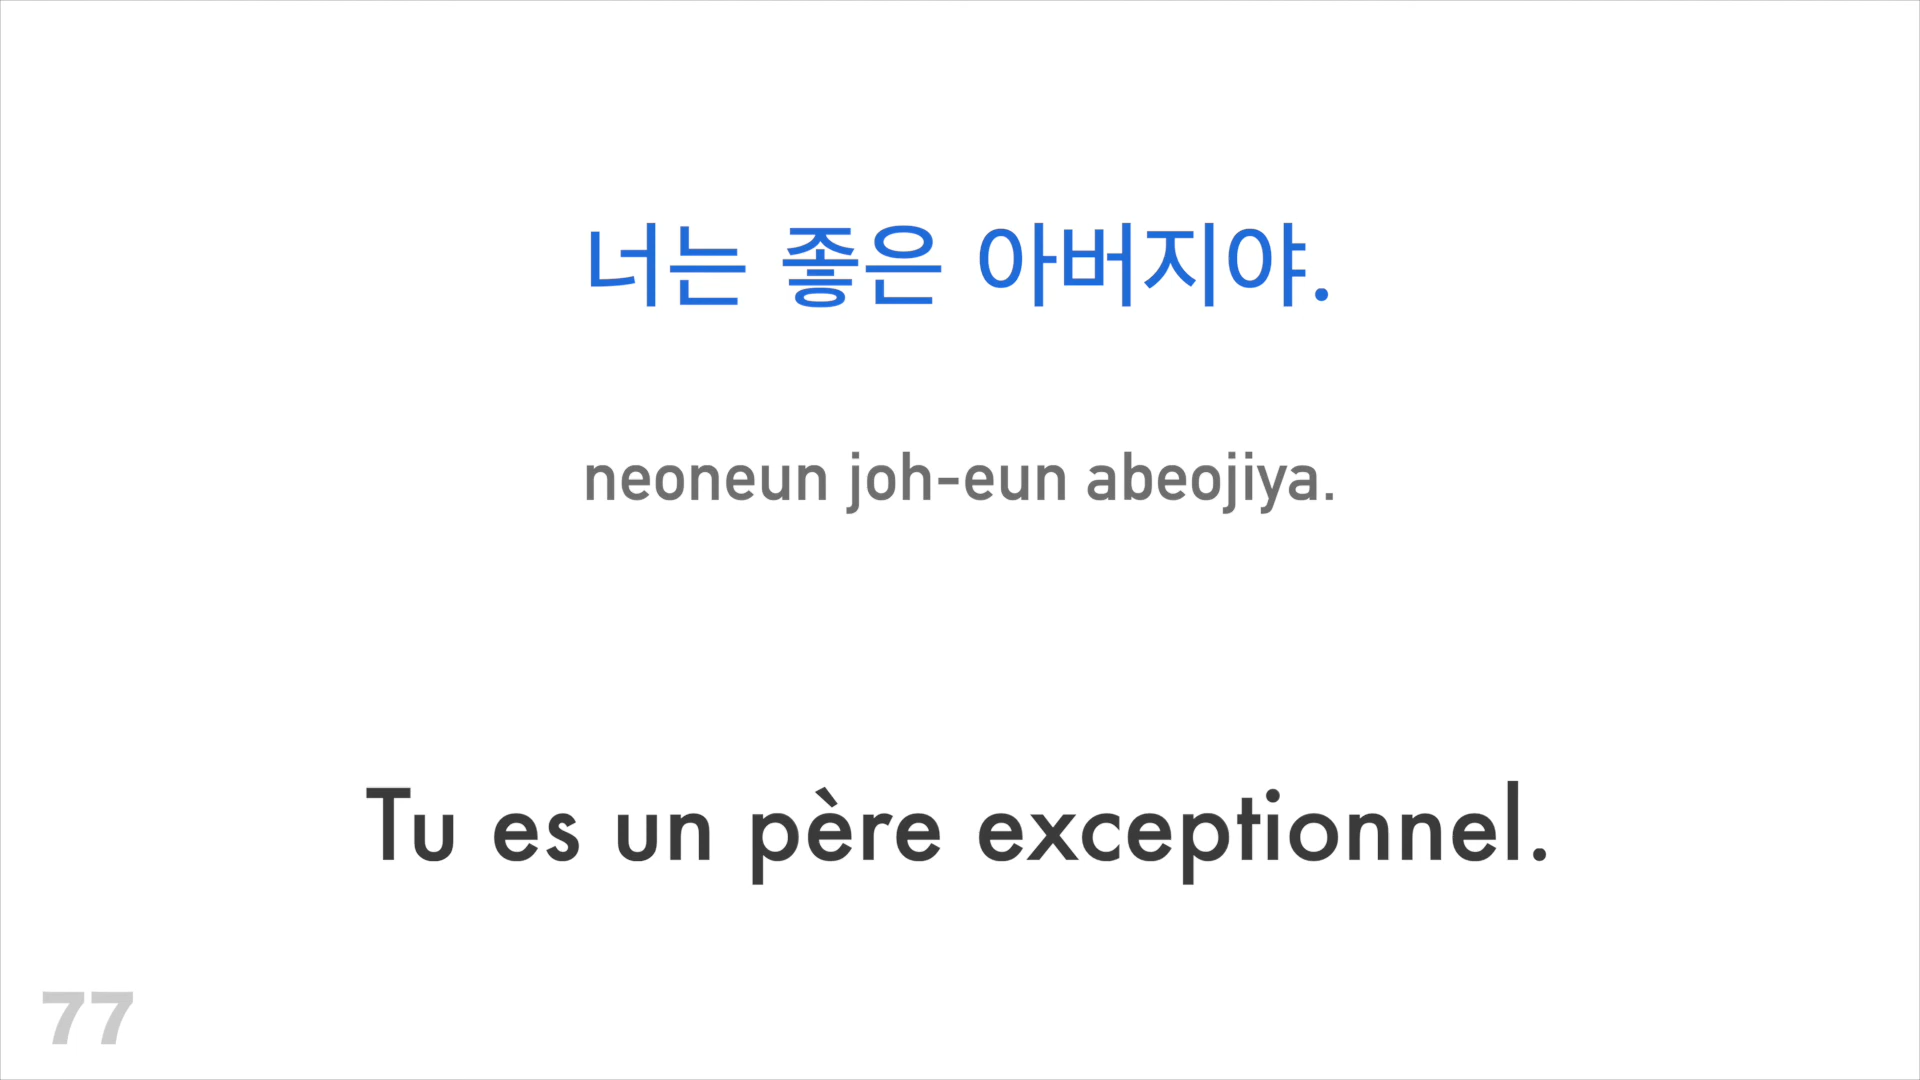 너는 좋은 아버지야.
neoneun joh-eun abeojiya.
Tu es un père exceptionnel.
77